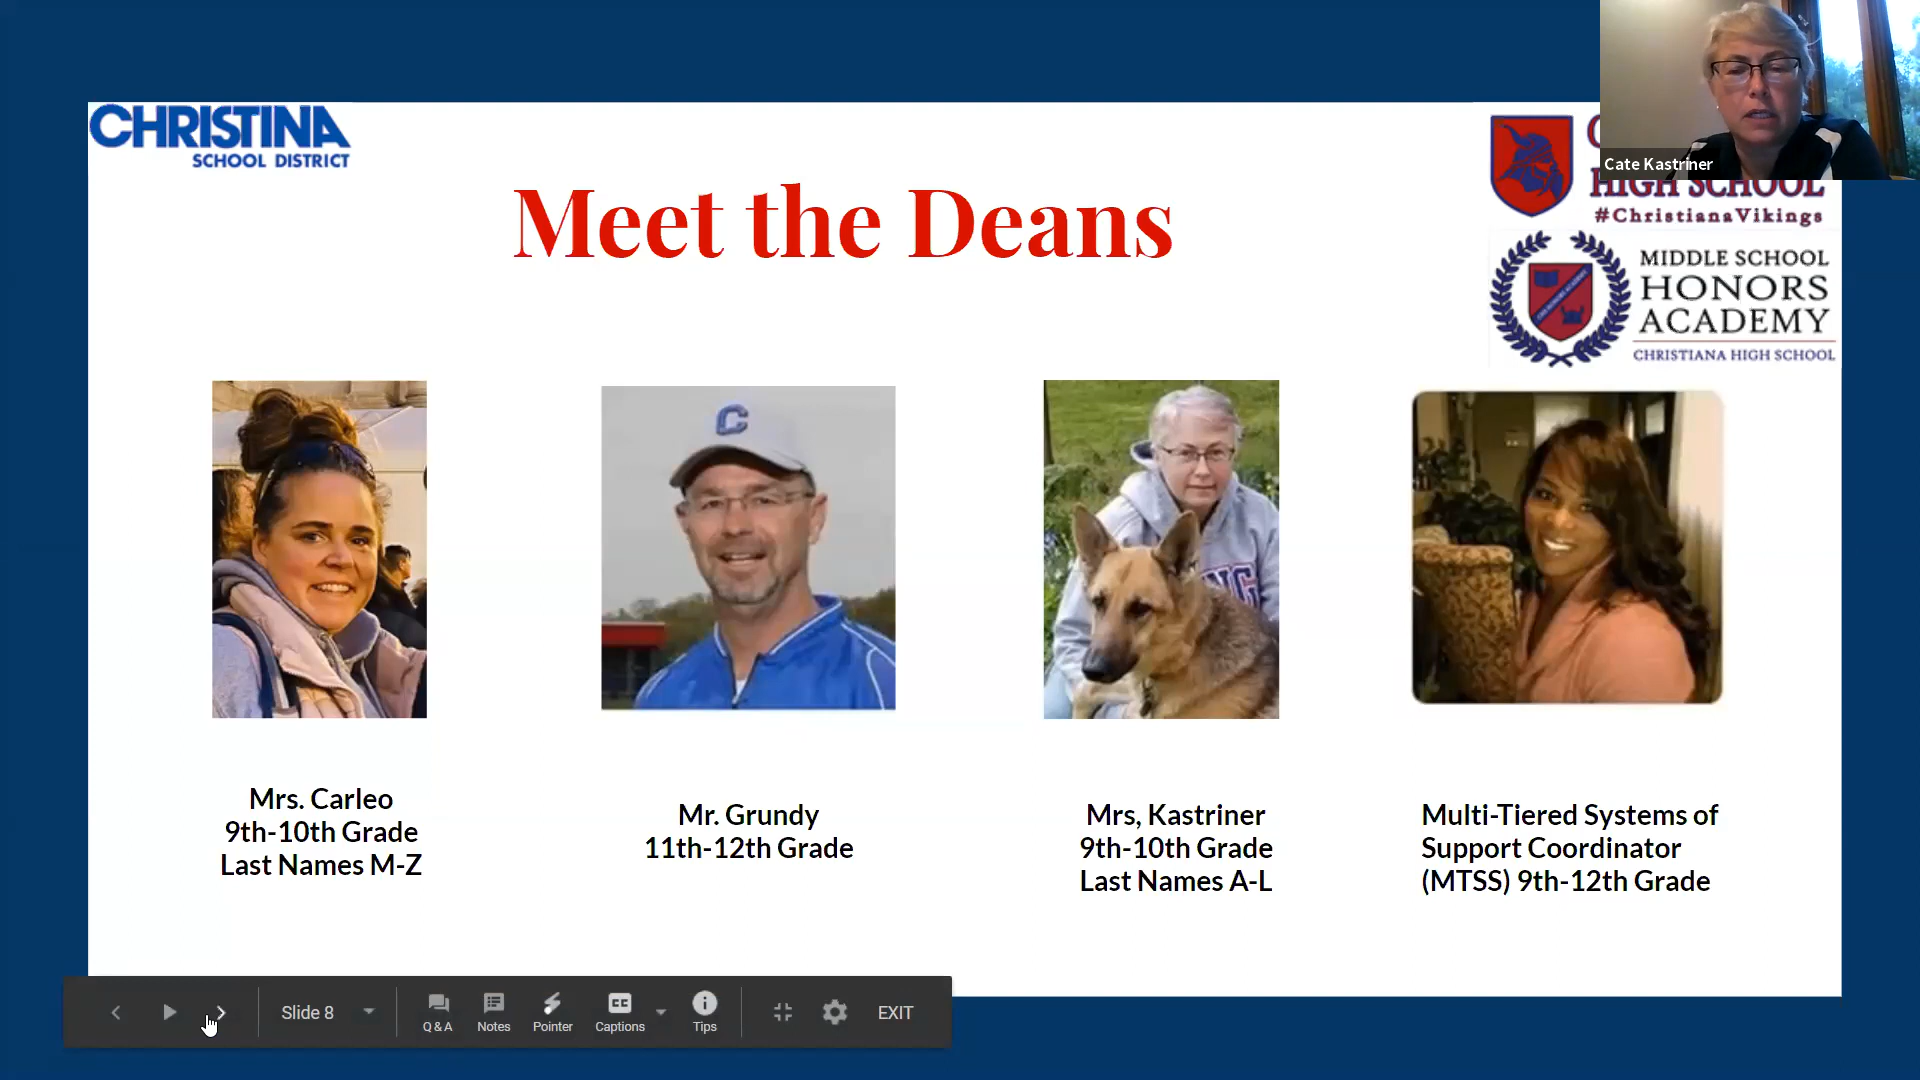 CHRISTINA
SCHOOL DISTRICT
Cate Kastriner
HIGH SCHOOL
#ChristianaVikings
Meet the Deans
MIDDLE SCHOOL
HONORS
ACADEMY
CHRISTIANA HIGH SCHOOL
C
Mrs. Carleo
9th-10th Grade
Last Names M-Z
Mr. Grundy
11th-12th Grade
Mrs, Kastriner
9th-10th Grade
Last Names A-L
Multi-Tiered Systems of
Support Coordinator
(MTSS) 9th-12th Grade
Slide 8
Q & A
Notes
Pointer
CC
Captions
Tips
EXIT